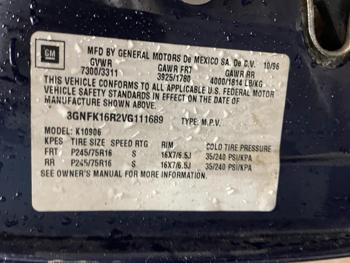 GM
MFD BY GENERAL MOTORS De MEXICO SA. De C.V. 10/96
GVWR GAWR FRT GAWR RR
7300/3311 3925/1780 4000/1814 LB/KG
THIS VEHICLE CONFORMS TO ALL APPLICABLE U.S. FEDERAL MOTOR
VEHICLE SAFETY STANDARDS IN EFFECT ON THE DATE OF
MANUFACTURE SHOWN ABOVE.
3GNFK16R2VG111689 TYPE: M.P.V.
MODEL: K10906
KPES TIRE SIZE SPEED RTG RIM COLD TIRE PRESSURE
FRT P245/75R16 S 16X7/6.5J 35/240 PSI/KPA
RR P245/75R16 S 16X7/6.5J 35/240 PSI/KPA
SEE OWNER'S MANUAL FOR MORE INFORMATION.